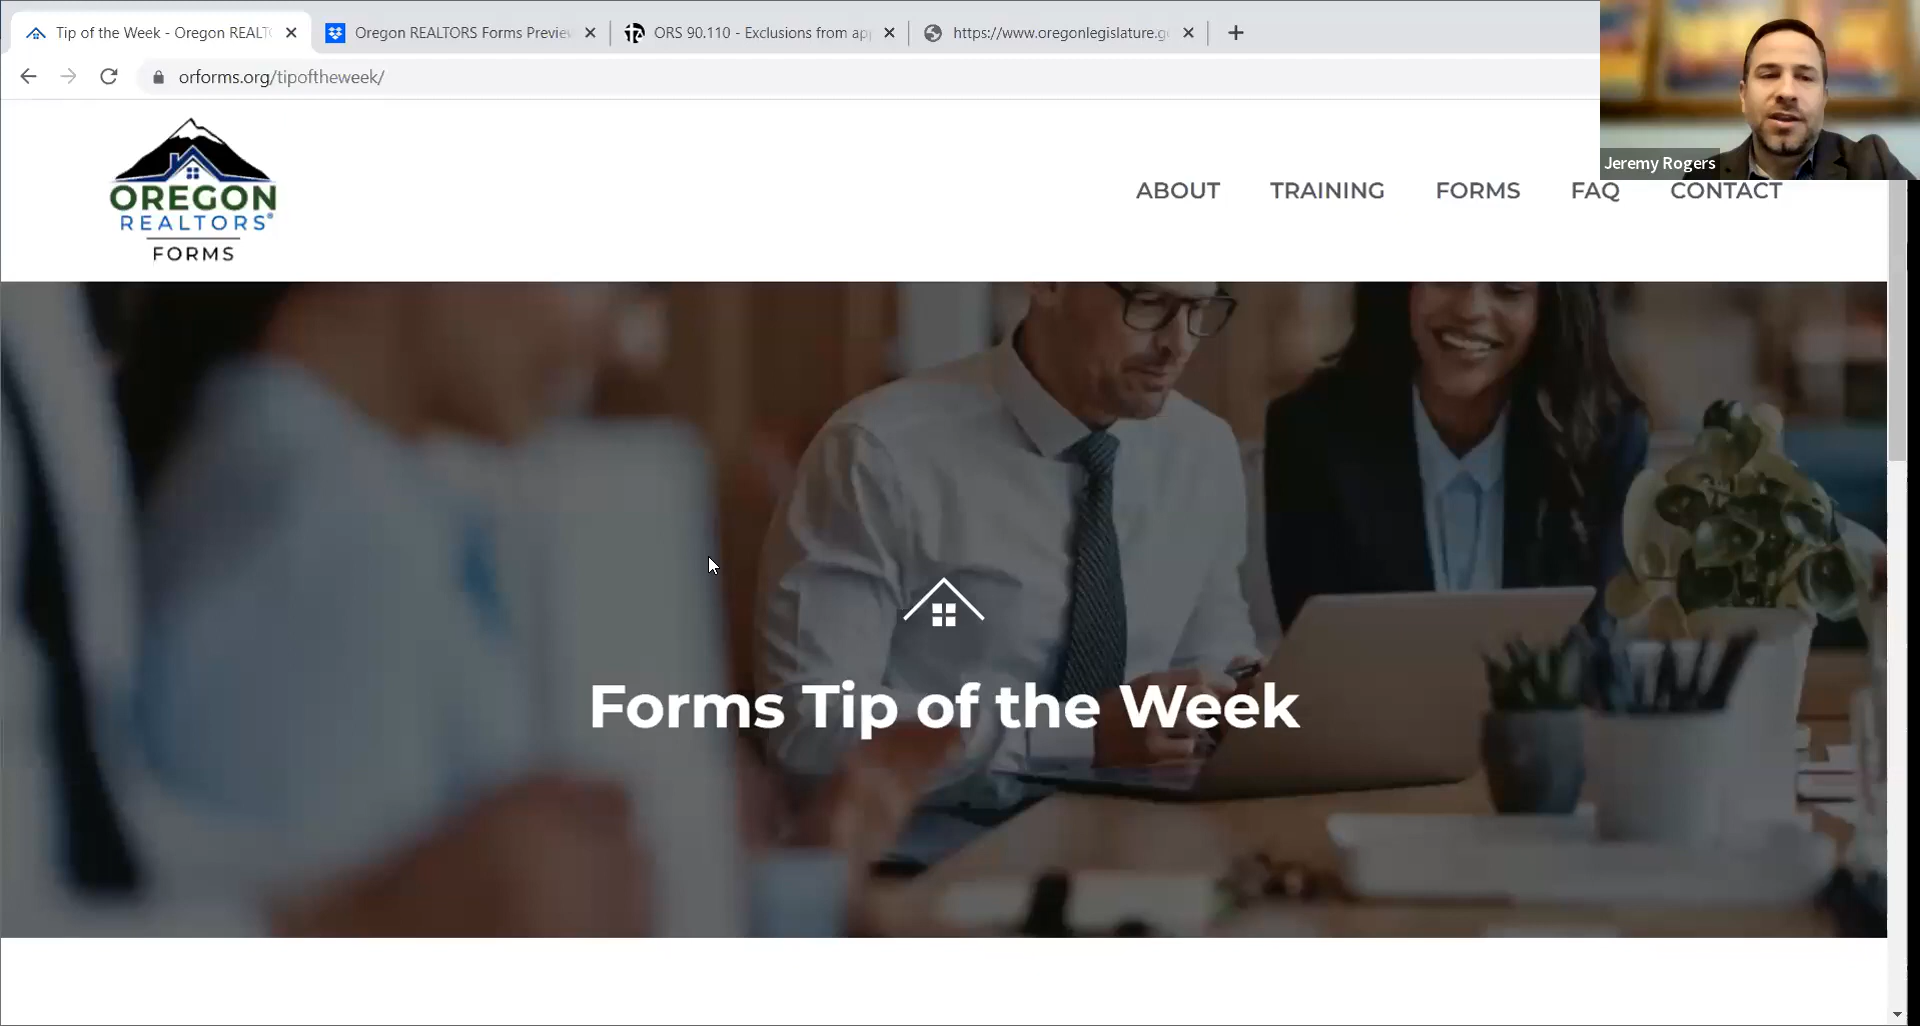 Tip of the Week - Oregon REALT
Oregon REALTORS Forms Previe
ORS 90.110 - Exclusions from ap
https://www.oregonlegislature.g
orforms.org/tipoftheweek/
Jeremy Rogers
OREGON
REALTORS®
FORMS
ABOUT
TRAINING
FORMS
FAQ
CONTACT
Forms Tip of the Week